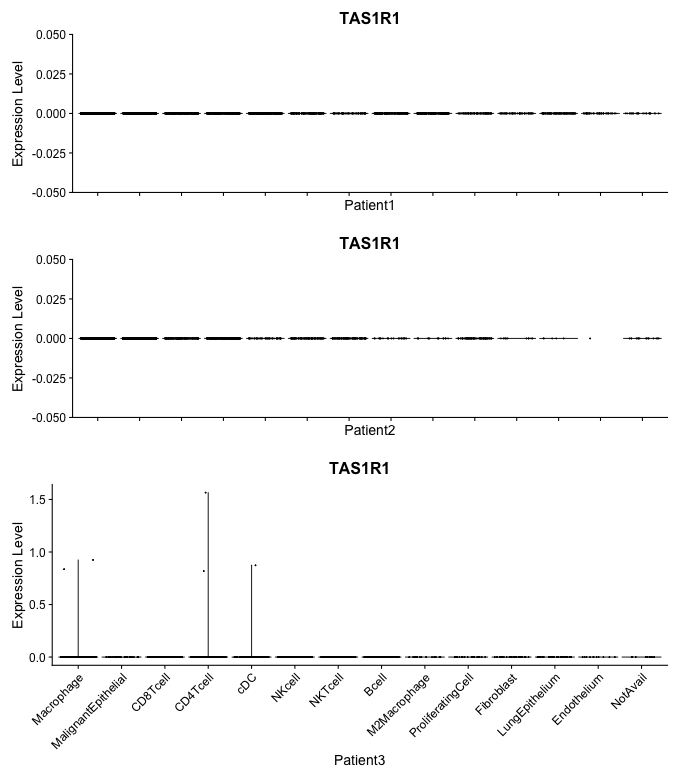 TAS1R1
0.050
0.025
0.000
-0.025
-0.050
Expression Level
Patient1
TAS1R1
0.050
0.025
0.000
-0.025
-0.050
Expression Level
Patient2
TAS1R1
1.5
1.0
0.5
0.0
Expression Level
Macrophage
MalignantEpithelial
CD8Tcell
CD4Tcell
cDC
NKcell
NKTcell
Bcell
M2Macrophage
ProliferatingCell
Fibroblast
LungEpithelium
Endothelium
NotAvail
Patient3